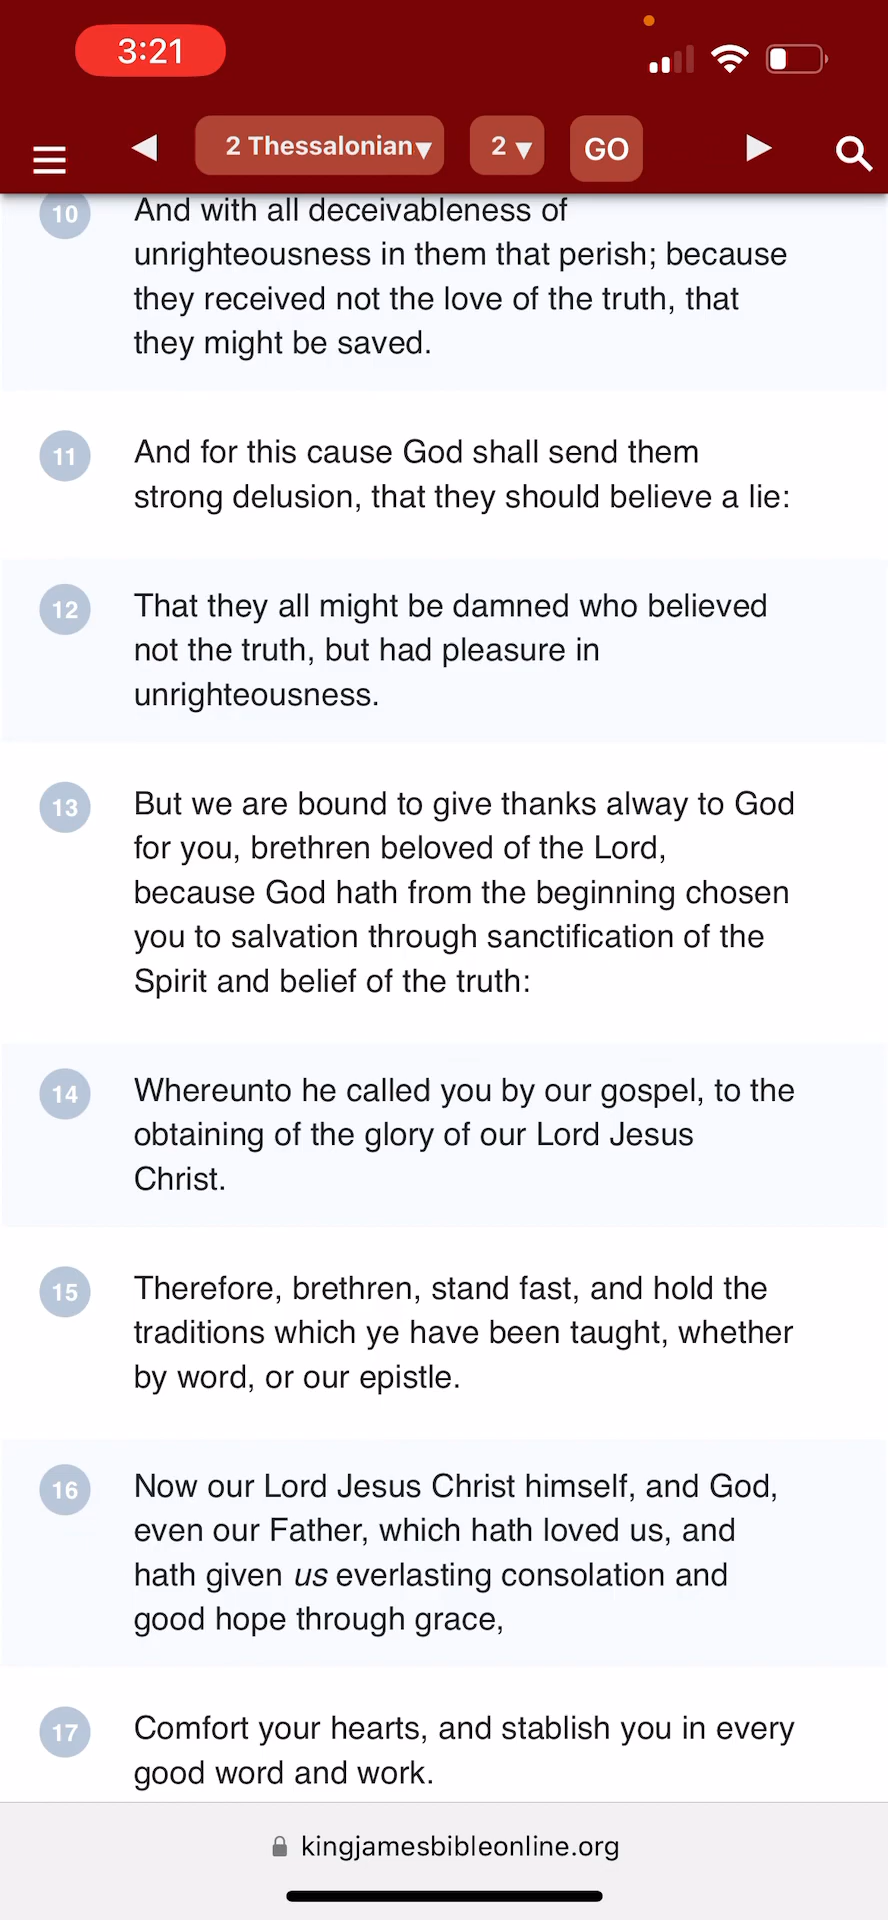 3:21
2 Thessalonian▾ 2 ▾ GO
10 And with all deceivableness of
unrighteousness in them that perish; because
they received not the love of the truth, that
they might be saved.
11 And for this cause God shall send them
strong delusion, that they should believe a lie:
12 That they all might be damned who believed
not the truth, but had pleasure in
unrighteousness.
13 But we are bound to give thanks alway to God
for you, brethren beloved of the Lord,
because God hath from the beginning chosen
you to salvation through sanctification of the
Spirit and belief of the truth:
14 Whereunto he called you by our gospel, to the
obtaining of the glory of our Lord Jesus
Christ.
15 Therefore, brethren, stand fast, and hold the
traditions which ye have been taught, whether
by word, or our epistle.
16 Now our Lord Jesus Christ himself, and God,
even our Father, which hath loved us, and
hath given us everlasting consolation and
good hope through grace,
17 Comfort your hearts, and stablish you in every
good word and work.
kingjamesbibleonline.org